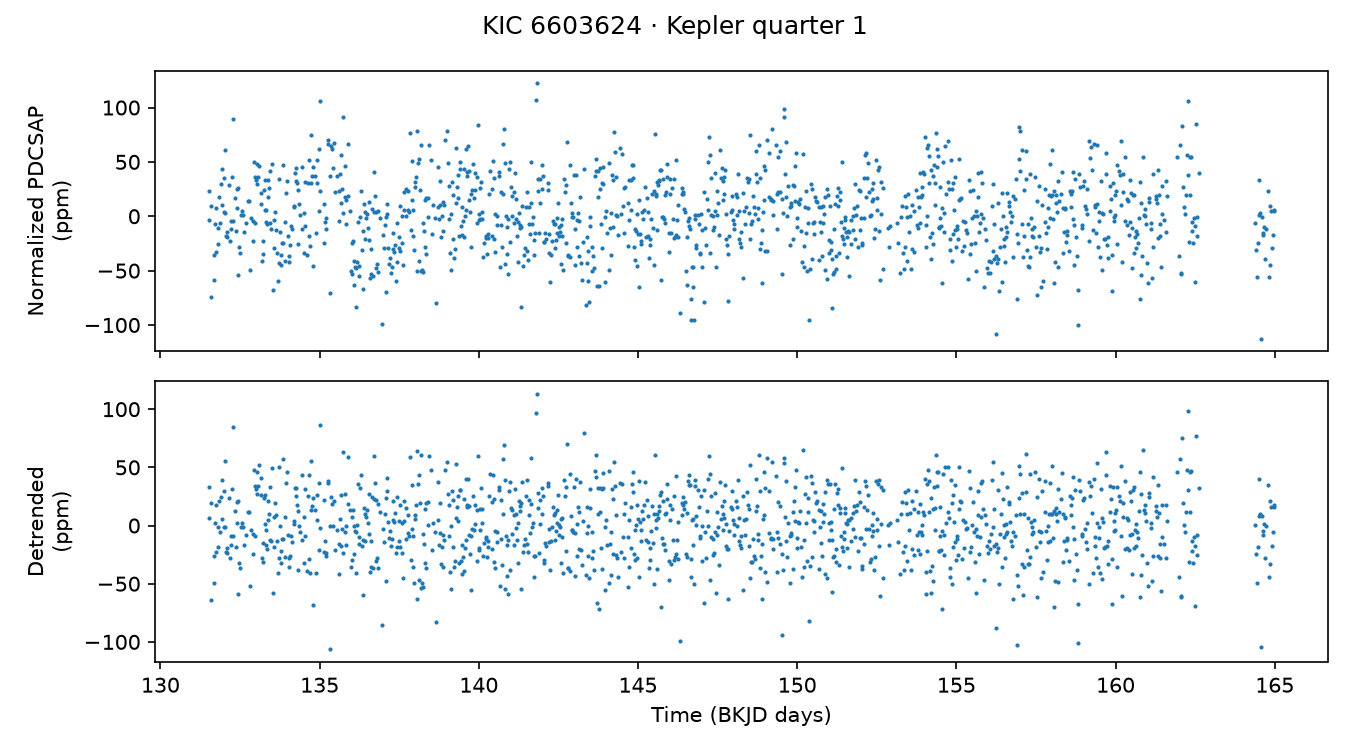 KIC 6603624 · Kepler quarter 1
Normalized PDCSAP
(ppm)
100
50
0
−50
−100
Detrended
(ppm)
100
50
0
−50
−100
130 135 140 145 150 155 160 165
Time (BKJD days)